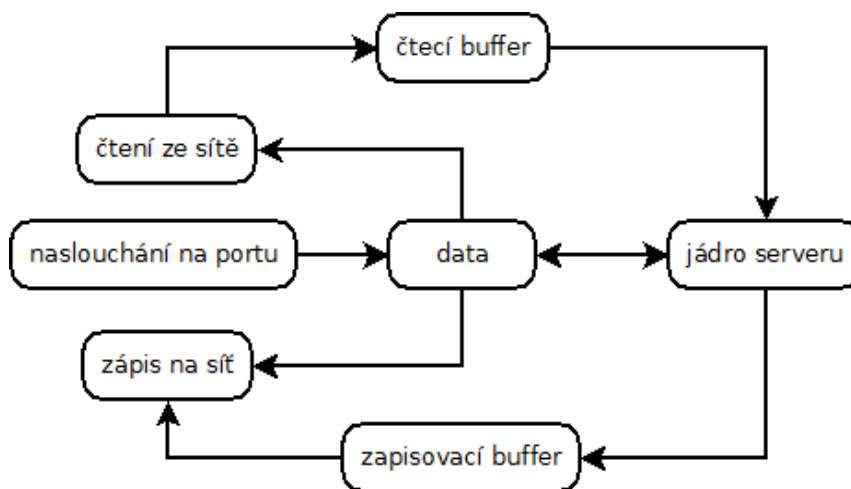 čtecí buffer
čtení ze sítě
naslouchání na portu
data
jádro serveru
zápis na síť
zapisovací buffer